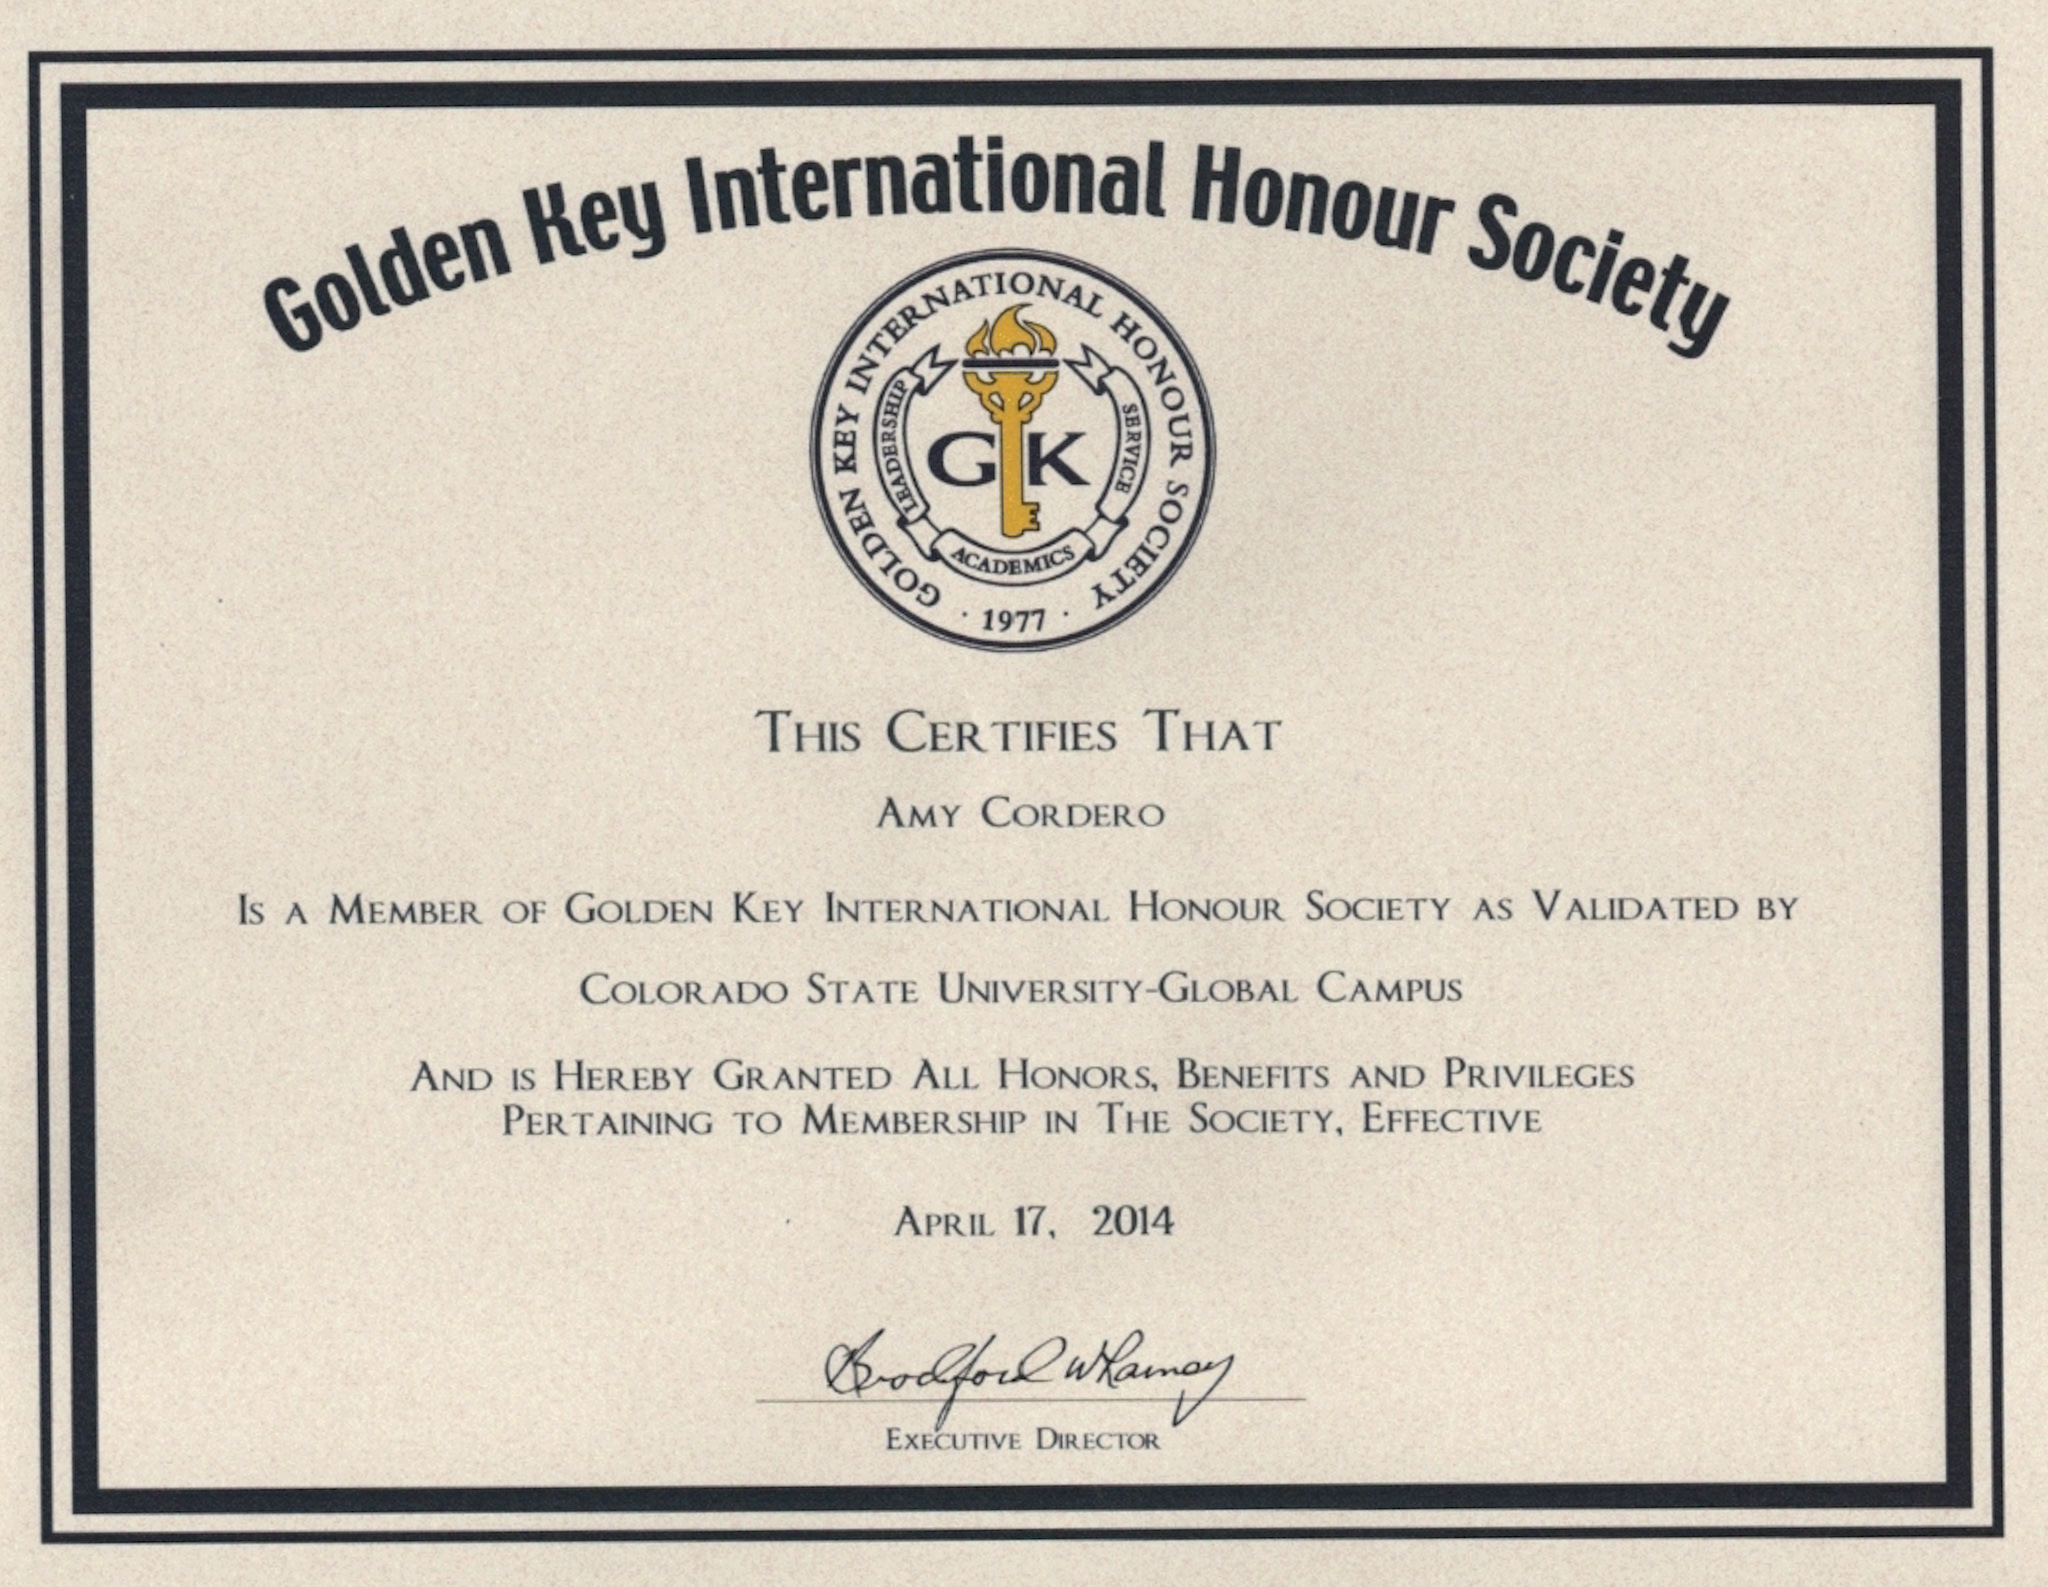 Golden Key International Honour Society
GOLDEN KEY INTERNATIONAL HONOUR SOCIETY
LEADERSHIP
SERVICE
GK
ACADEMICS
· 1977 ·
THIS CERTIFIES THAT
AMY CORDERO
IS A MEMBER OF GOLDEN KEY INTERNATIONAL HONOUR SOCIETY AS VALIDATED BY
COLORADO STATE UNIVERSITY-GLOBAL CAMPUS
AND IS HEREBY GRANTED ALL HONORS, BENEFITS AND PRIVILEGES
PERTAINING TO MEMBERSHIP IN THE SOCIETY, EFFECTIVE
APRIL 17, 2014
Bradford
EXECUTIVE DIRECTOR